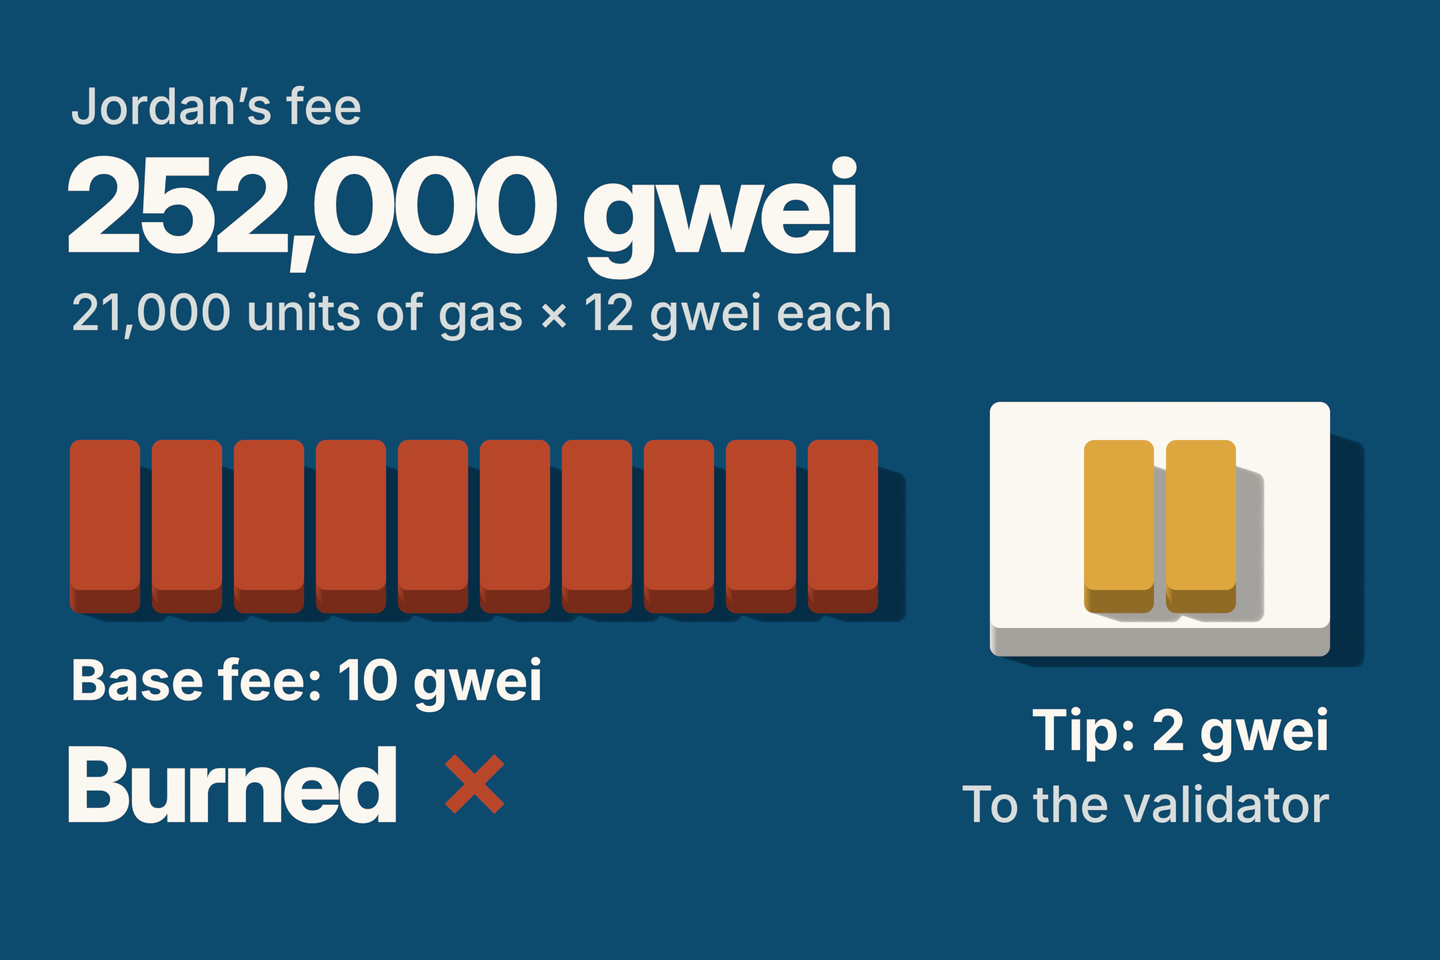 Jordan’s fee
252,000 gwei
21,000 units of gas × 12 gwei each
Base fee: 10 gwei
Burned
Tip: 2 gwei
To the validator